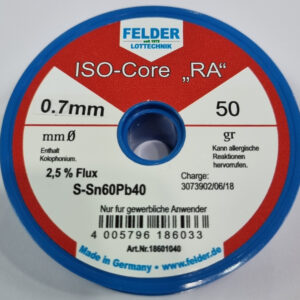 FELDER
seit 1979
LOTTECHNIK
ISO-Core „RA“
0.7mm
50
mm Ø
gr
Enthält
Kolophonium.
Kann allergische
Reaktionen
hervorrufen.
2,5 % Flux
Charge:
3073902/06/18
S-Sn60Pb40
Nur fur gewerbliche Anwender
4 005796 186033
Art.Nr.18601040
Made in Germany • www.felder.de